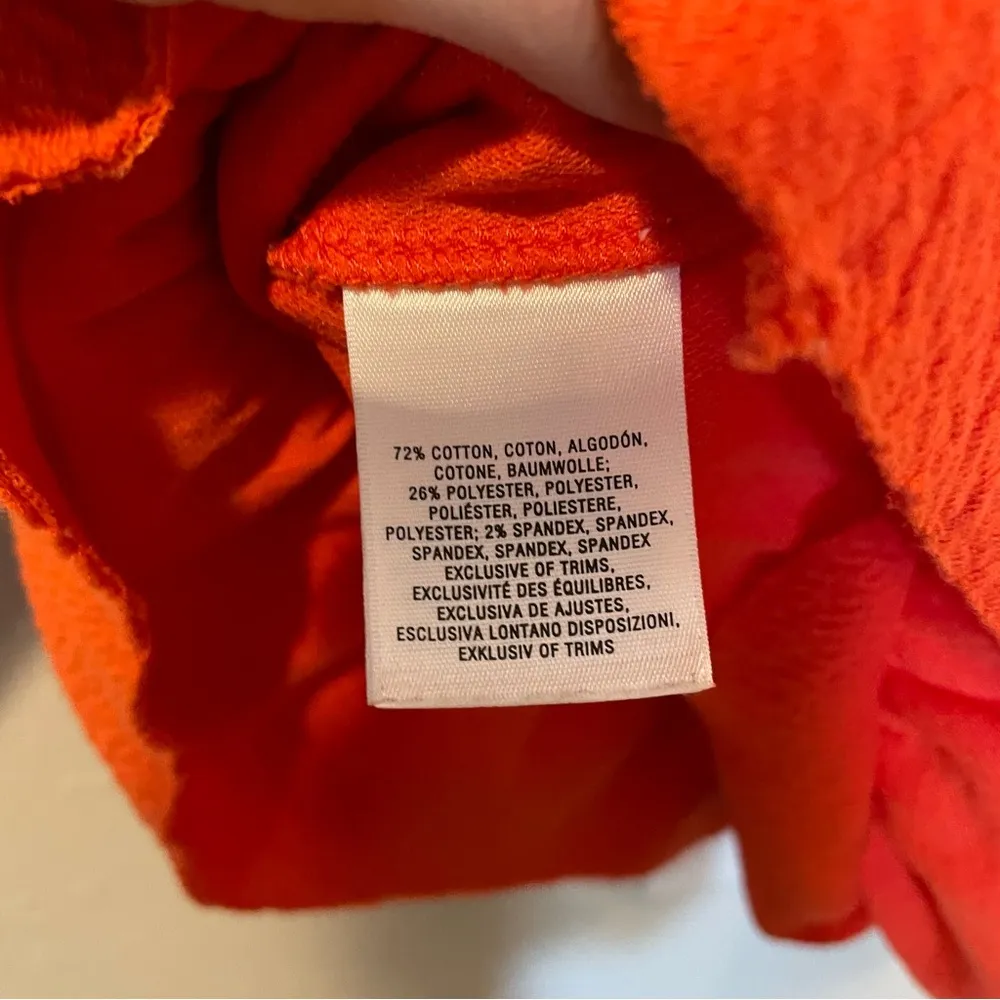 72% COTTON, COTON, ALGODÓN,
COTONE, BAUMWOLLE;
26% POLYESTER, POLYESTER,
POLIÉSTER, POLIESTERE,
POLYESTER; 2% SPANDEX, SPANDEX,
SPANDEX, SPANDEX, SPANDEX
EXCLUSIVE OF TRIMS,
EXCLUSIVITÉ DES ÉQUILIBRES,
EXCLUSIVA DE AJUSTES,
ESCLUSIVA LONTANO DISPOSIZIONI,
EXKLUSIV OF TRIMS